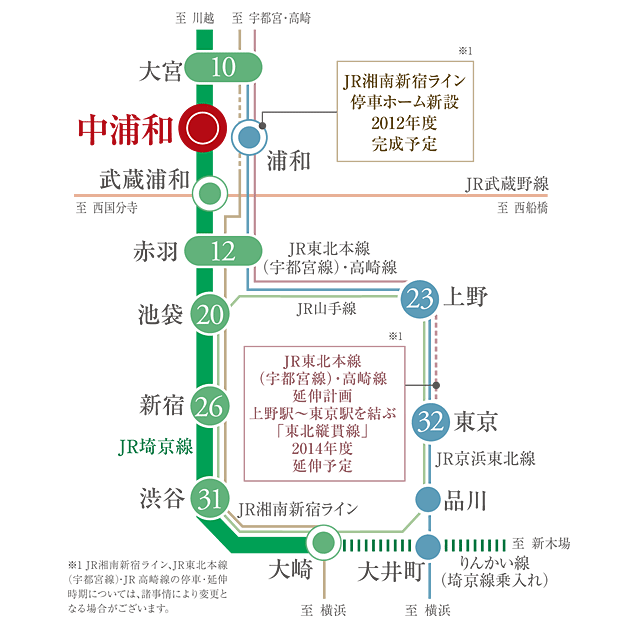 至 川越
至 宇都宮・高崎
大宮
10
※1
JR湘南新宿ライン
停車ホーム新設
2012年度
完成予定
中浦和
浦和
武蔵浦和
JR武蔵野線
至 西国分寺
至 西船橋
赤羽
12
JR東北本線
(宇都宮線)・高崎線
池袋
20
JR山手線
23
上野
※1
JR東北本線
(宇都宮線)・高崎線
延伸計画
上野駅〜東京駅を結ぶ
「東北縦貫線」
2014年度
延伸予定
新宿
26
32
東京
JR埼京線
JR京浜東北線
渋谷
31
JR湘南新宿ライン
品川
大崎
大井町
至 新木場
りんかい線
(埼京線乗入れ)
至 横浜
至 横浜
※1 JR湘南新宿ライン、JR東北本線
(宇都宮線)・JR高崎線の停車・延伸
時期については、諸事情により変更と
なる場合がございます。